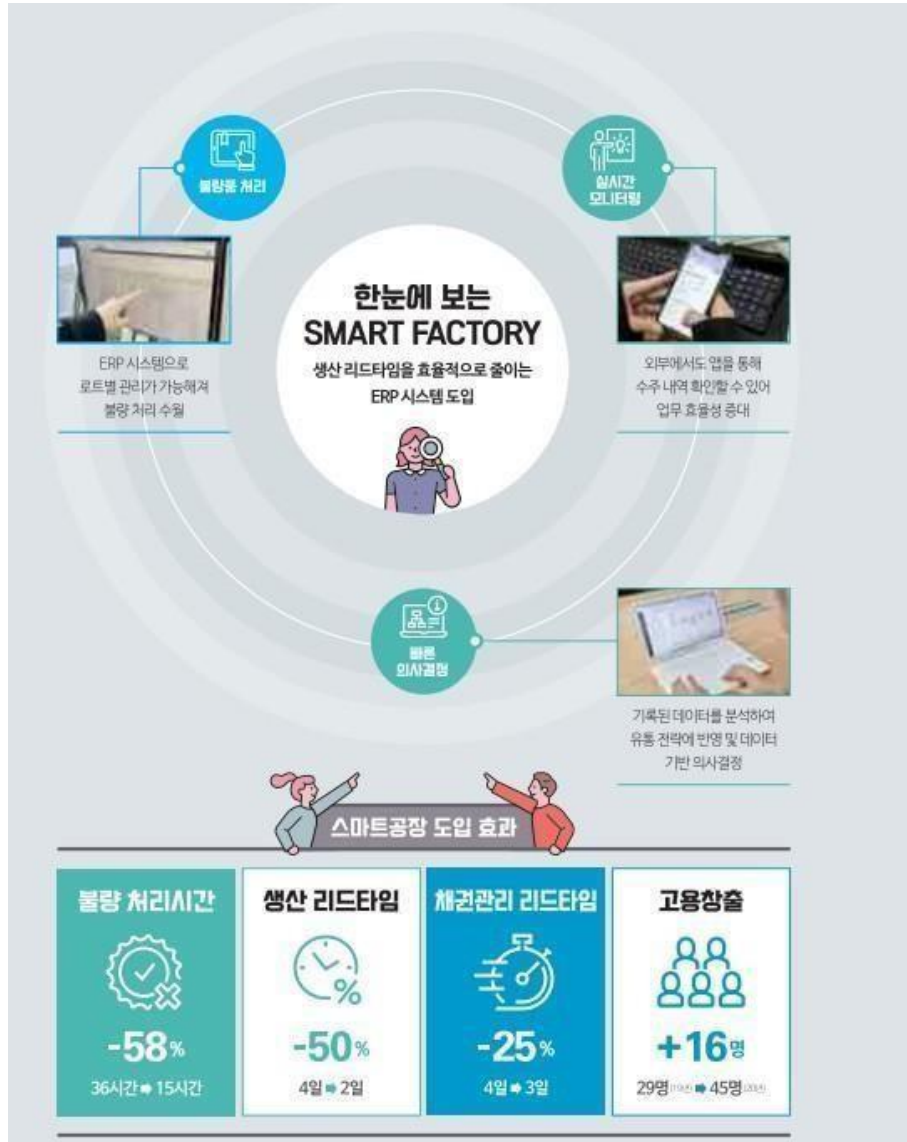 불량품 처리
실시간
모니터링
한눈에 보는
SMART FACTORY
생산 리드타임을 효율적으로 줄이는
ERP 시스템 도입
ERP 시스템으로
로트별 관리가 가능해져
불량 처리 수월
외부에서도 앱을 통해
수주 내역 확인할 수 있어
업무 효율성 증대
빠른
의사결정
기록된 데이터를 분석하여
유통 전략에 반영 및 데이터
기반 의사결정
스마트공장 도입 효과
불량 처리시간
-58%
36시간 ➡ 15시간
생산 리드타임
%
-50%
4일 ➡ 2일
채권관리 리드타임
-25%
4일 ➡ 3일
고용창출
+16명
29명(19년) ➡ 45명(20년)